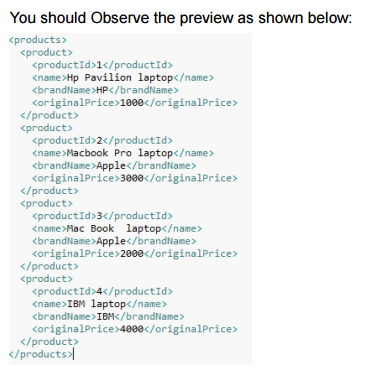 You should Observe the preview as shown below:
<products>
  <product>
    <productId>1</productId>
    <name>Hp Pavilion laptop</name>
    <brandName>HP</brandName>
    <originalPrice>1000</originalPrice>
  </product>
  <product>
    <productId>2</productId>
    <name>Macbook Pro laptop</name>
    <brandName>Apple</brandName>
    <originalPrice>3000</originalPrice>
  </product>
  <product>
    <productId>3</productId>
    <name>Mac Book  laptop</name>
    <brandName>Apple</brandName>
    <originalPrice>2000</originalPrice>
  </product>
  <product>
    <productId>4</productId>
    <name>IBM laptop</name>
    <brandName>IBM</brandName>
    <originalPrice>4000</originalPrice>
  </product>
</products>